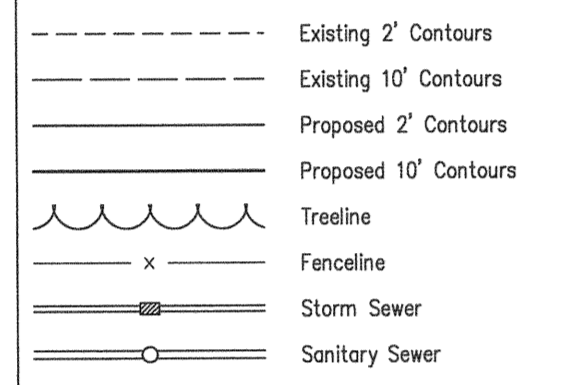 Existing 2' Contours
Existing 10' Contours
Proposed 2' Contours
Proposed 10' Contours
Treeline
x Fenceline
Storm Sewer
Sanitary Sewer